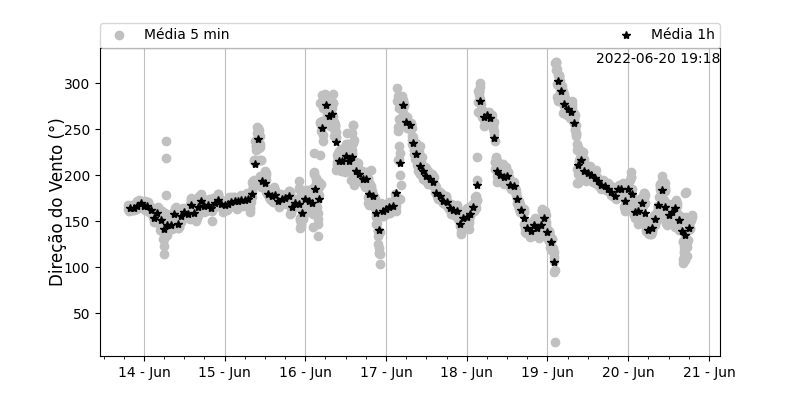 Média 5 min
Média 1h
2022-06-20 19:18
Direção do Vento (°)
300
250
200
150
100
50
14 - Jun
15 - Jun
16 - Jun
17 - Jun
18 - Jun
19 - Jun
20 - Jun
21 - Jun